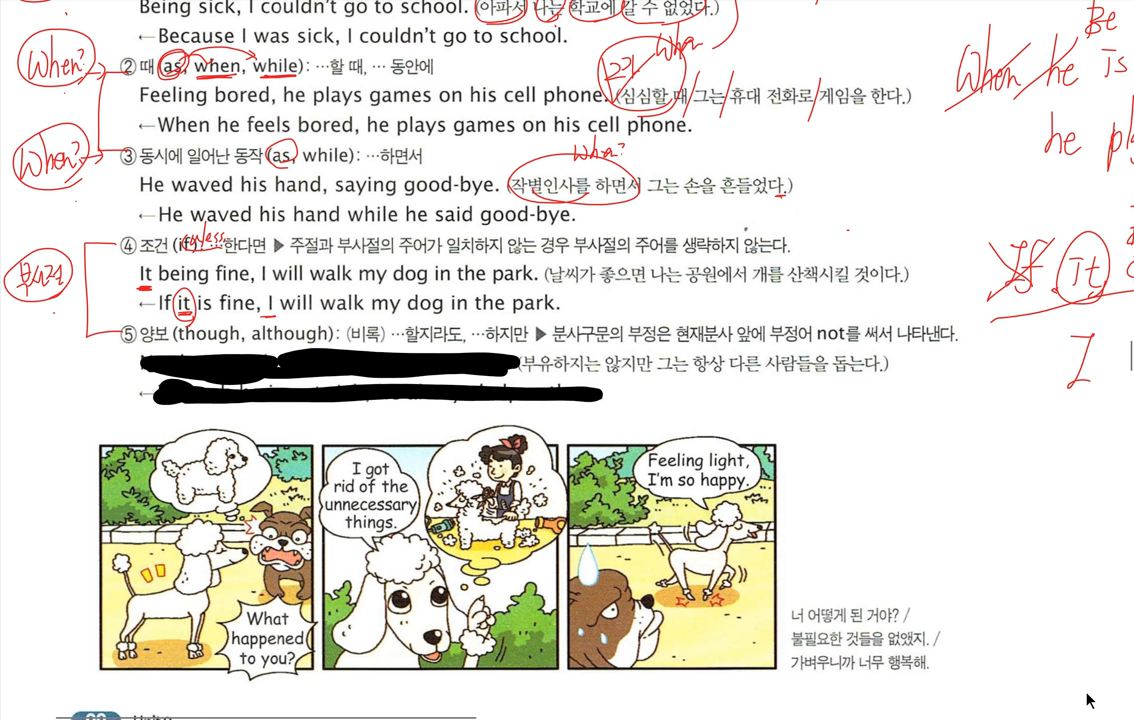 Being sick, I couldn't go to school. (아파서 나는 학교에 갈 수 없었다.)
←Because I was sick, I couldn't go to school.
When?
② 때 (as, when, while): …할 때, … 동안에
When
Feeling bored, he plays games on his cell phone. (심심할 때 그는 휴대 전화로 게임을 한다.)
←When he feels bored, he plays games on his cell phone.
When?
③ 동시에 일어난 동작 (as, while): …하면서
When?
He waved his hand, saying good-bye. (작별인사를 하면서 그는 손을 흔들었다.)
←He waved his hand while he said good-bye.
부사절
④ 조건 (if) …한다면 ▶ 주절과 부사절의 주어가 일치하지 않는 경우 부사절의 주어를 생략하지 않는다.
unless
It being fine, I will walk my dog in the park. (날씨가 좋으면 나는 공원에서 개를 산책시킬 것이다.)
←If it is fine, I will walk my dog in the park.
⑤ 양보 (though, although): (비록) …할지라도, …하지만 ▶ 분사구문의 부정은 현재분사 앞에 부정어 not를 써서 나타낸다.
(부유하지는 않지만 그는 항상 다른 사람들을 돕는다.)
←
Be
When he is
he pl
If It
I
What
happened
to you?
I got
rid of the
unnecessary
things.
Feeling light,
I'm so happy.
너 어떻게 된 거야? /
불필요한 것들을 없앴지. /
가벼우니까 너무 행복해.